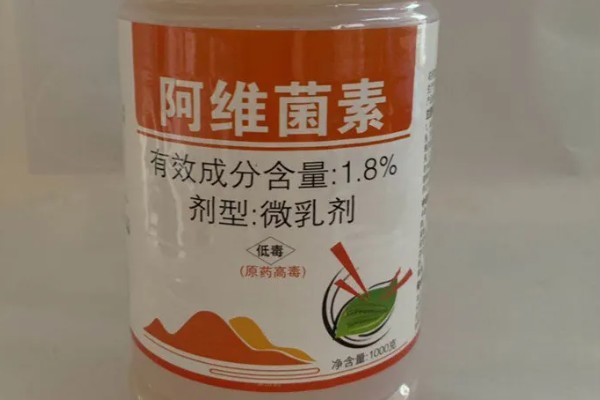 阿维菌素
有效成分含量:1.8%
剂型:微乳剂
低毒
(原药高毒)
净含量:1000克